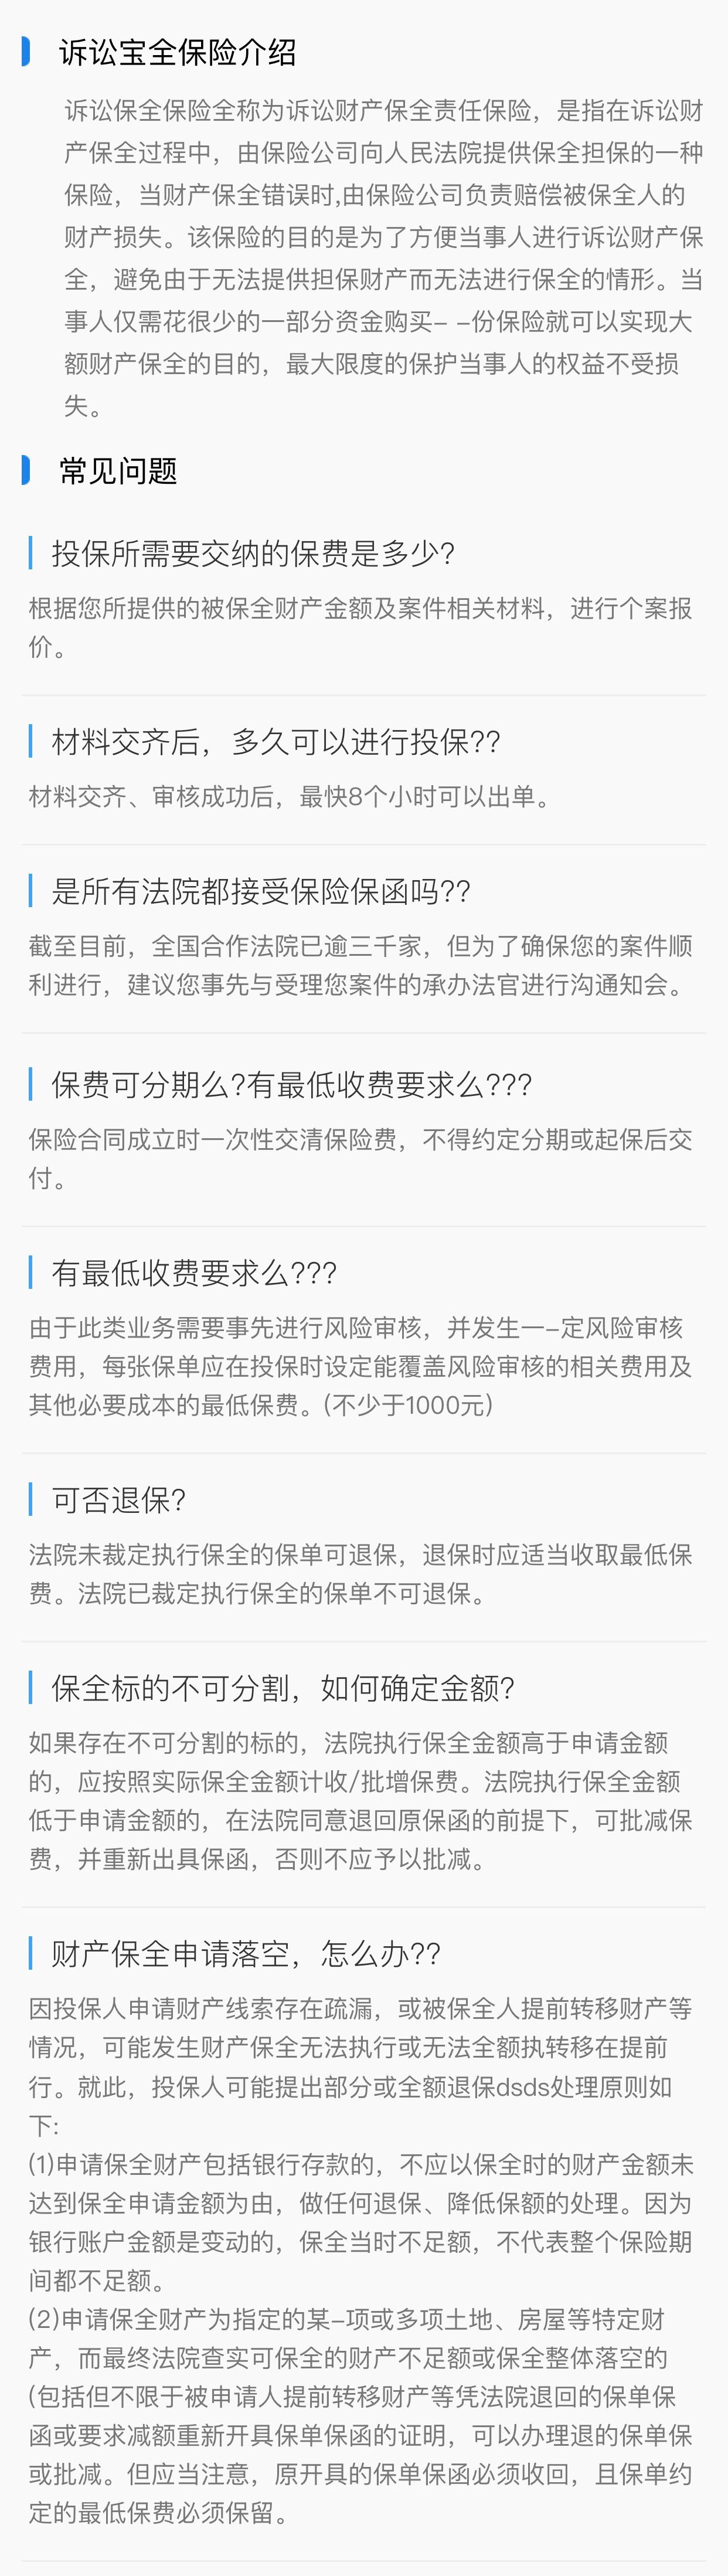 诉讼宝全保险介绍
诉讼保全保险全称为诉讼财产保全责任保险，是指在诉讼财
产保全过程中，由保险公司向人民法院提供保全担保的一种
保险，当财产保全错误时,由保险公司负责赔偿被保全人的
财产损失。该保险的目的是为了方便当事人进行诉讼财产保
全，避免由于无法提供担保财产而无法进行保全的情形。当
事人仅需花很少的一部分资金购买- -份保险就可以实现大
额财产保全的目的，最大限度的保护当事人的权益不受损
失。
常见问题
投保所需要交纳的保费是多少?
根据您所提供的被保全财产金额及案件相关材料，进行个案报
价。
材料交齐后，多久可以进行投保??
材料交齐、审核成功后，最快8个小时可以出单。
是所有法院都接受保险保函吗??
截至目前，全国合作法院已逾三千家，但为了确保您的案件顺
利进行，建议您事先与受理您案件的承办法官进行沟通知会。
保费可分期么?有最低收费要求么???
保险合同成立时一次性交清保险费，不得约定分期或起保后交
付。
有最低收费要求么???
由于此类业务需要事先进行风险审核，并发生一-定风险审核
费用，每张保单应在投保时设定能覆盖风险审核的相关费用及
其他必要成本的最低保费。(不少于1000元)
可否退保?
法院未裁定执行保全的保单可退保，退保时应适当收取最低保
费。法院已裁定执行保全的保单不可退保。
保全标的不可分割，如何确定金额?
如果存在不可分割的标的，法院执行保全金额高于申请金额
的，应按照实际保全金额计收/批增保费。法院执行保全金额
低于申请金额的，在法院同意退回原保函的前提下，可批减保
费，并重新出具保函，否则不应予以批减。
财产保全申请落空，怎么办??
因投保人申请财产线索存在疏漏，或被保全人提前转移财产等
情况，可能发生财产保全无法执行或无法全额执转移在提前
行。就此，投保人可能提出部分或全额退保dsds处理原则如
下:
(1)申请保全财产包括银行存款的，不应以保全时的财产金额未
达到保全申请金额为由，做任何退保、降低保额的处理。因为
银行账户金额是变动的，保全当时不足额，不代表整个保险期
间都不足额。
(2)申请保全财产为指定的某-项或多项土地、房屋等特定财
产，而最终法院查实可保全的财产不足额或保全整体落空的
(包括但不限于被申请人提前转移财产等凭法院退回的保单保
函或要求减额重新开具保单保函的证明，可以办理退的保单保
或批减。但应当注意，原开具的保单保函必须收回，且保单约
定的最低保费必须保留。